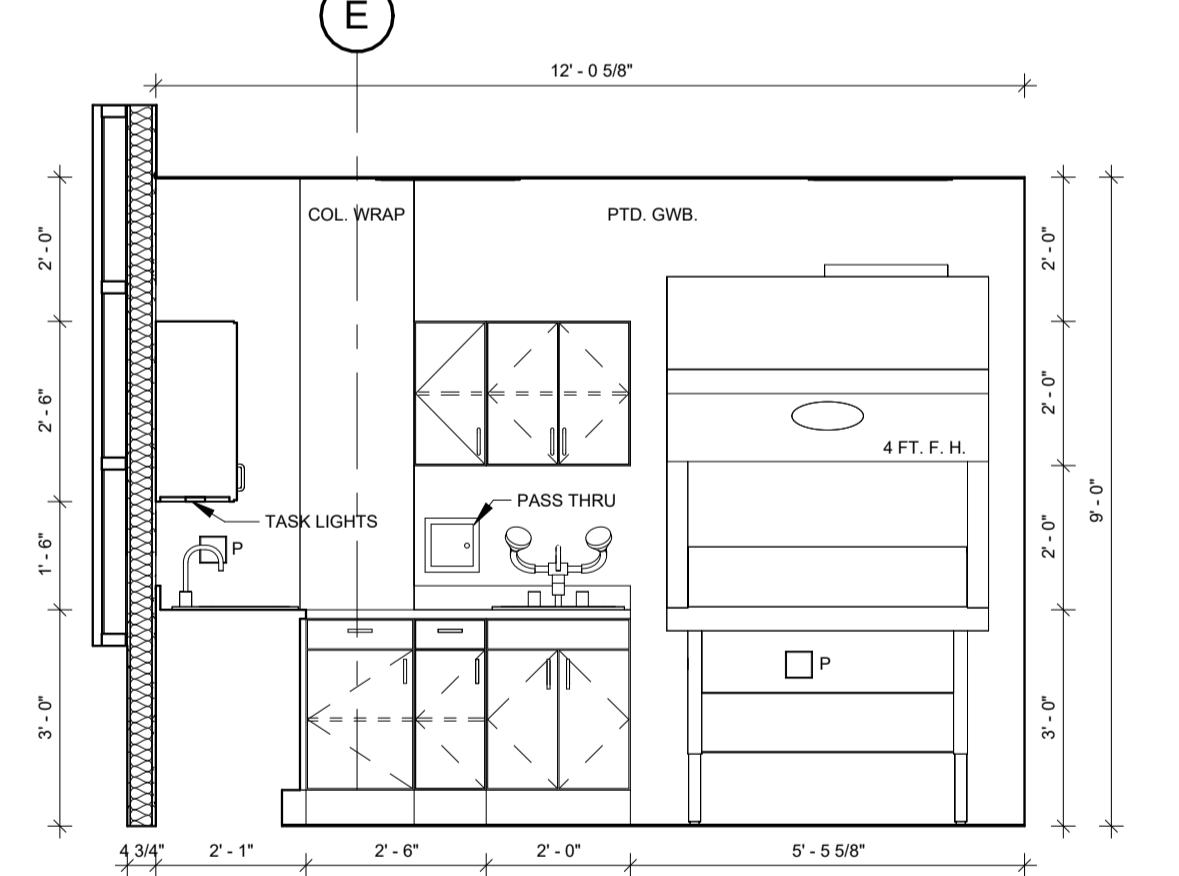 E
12' - 0 5/8"
COL. WRAP
PTD. GWB.
2' - 0"
2' - 0"
2' - 6"
2' - 0"
4 FT. F. H.
9' - 0"
PASS THRU
TASK LIGHTS
P
1' - 6"
2' - 0"
P
3' - 0"
3' - 0"
4 3/4"
2' - 1"
2' - 6"
2' - 0"
5' - 5 5/8"